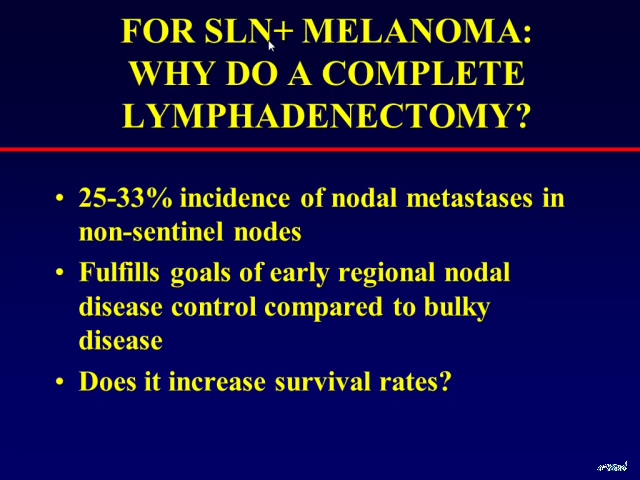 FOR SLN+ MELANOMA:
WHY DO A COMPLETE
LYMPHADENECTOMY?
• 25-33% incidence of nodal metastases in
non-sentinel nodes
• Fulfills goals of early regional nodal
disease control compared to bulky
disease
• Does it increase survival rates?